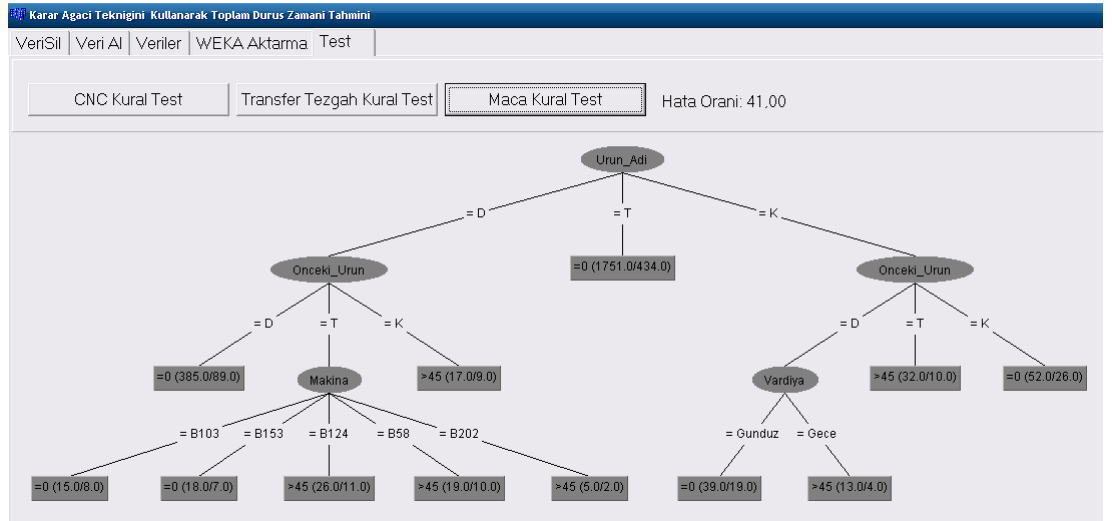 Karar Agaci Teknigini Kullanarak Toplam Durus Zamani Tahmini
VeriSil Veri Al Veriler WEKA Aktarma Test
CNC Kural Test Transfer Tezgah Kural Test Maca Kural Test Hata Orani: 41,00
Urun_Adi
= D = T = K
Onceki_Urun =0 (1751.0/434.0) Onceki_Urun
= D = T = K = D = T = K
=0 (385.0/89.0) Makina >45 (17.0/9.0) Vardiya >45 (32.0/10.0) =0 (52.0/26.0)
= B103 = B153 = B124 = B58 = B202 = Gunduz = Gece
=0 (15.0/8.0) =0 (18.0/7.0) >45 (26.0/11.0) >45 (19.0/10.0) >45 (5.0/2.0) =0 (39.0/19.0) >45 (13.0/4.0)